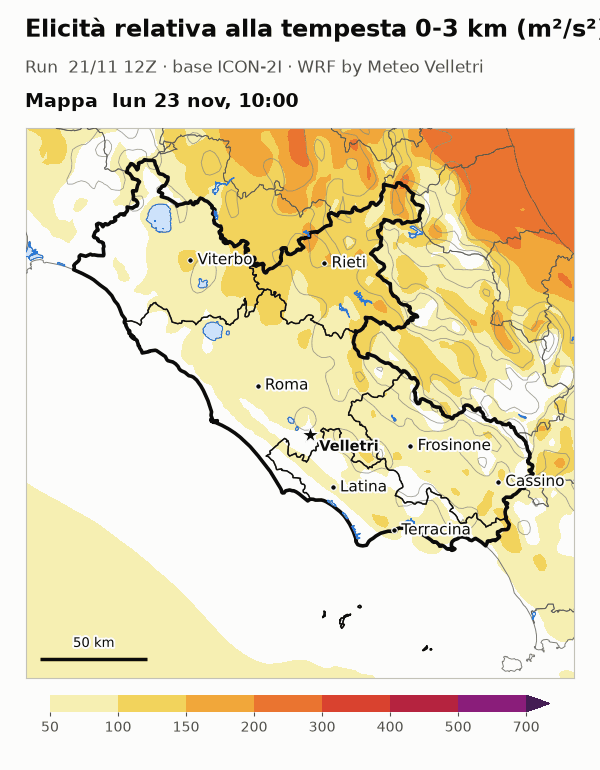 Elicità relativa alla tempesta 0-3 km (m²/s²)
Run 21/11 12Z · base ICON-2I · WRF by Meteo Velletri
Mappa lun 23 nov, 10:00
Viterbo
Rieti
Roma
Velletri
Frosinone
Cassino
Latina
Terracina
50 km
50 100 150 200 300 400 500 700